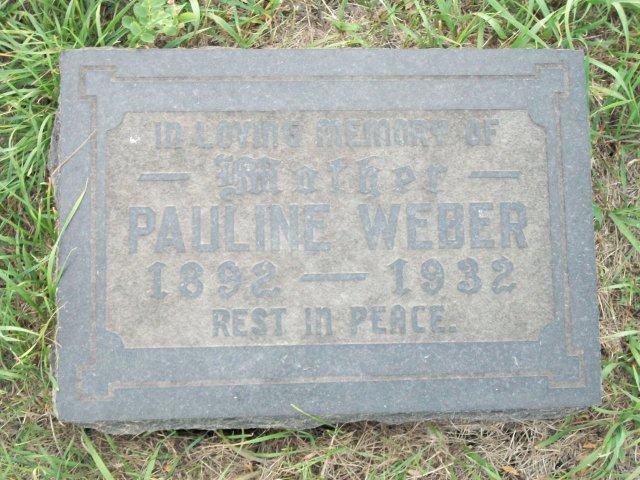 IN LOVING MEMORY OF
— Mother —
PAULINE WEBER
1892 — 1932
REST IN PEACE.